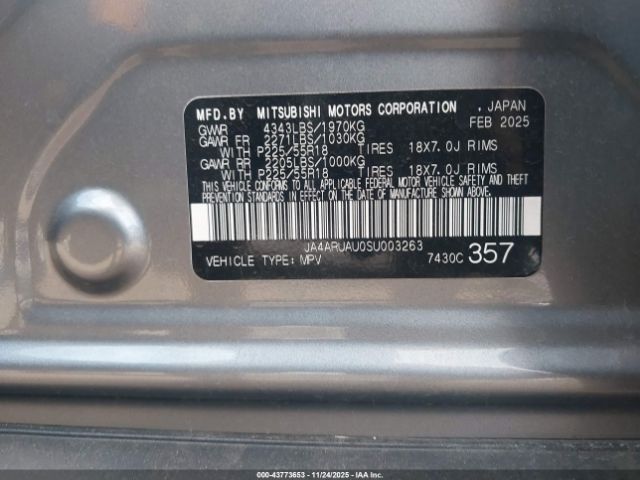 MFD.BY MITSUBISHI MOTORS CORPORATION , JAPAN
GVWR 4343LBS/1970KG FEB 2025
GAWR FR 2271LBS/1030KG
WITH P225/55R18 TIRES 18X7.0J RIMS
GAWR RR 2205LBS/1000KG
WITH P225/55R18 TIRES 18X7.0J RIMS
THIS VEHICLE CONFORMS TO ALL APPLICABLE FEDERAL MOTOR VEHICLE SAFETY AND THEFT
PREVENTION STANDARDS IN EFFECT ON THE DATE OF MANUFACTURE SHOWN ABOVE.
JA4ARUAU0SU003263
VEHICLE TYPE: MPV 7430C 357
00-43773653 - 11/24/2025 - IAA, Inc.